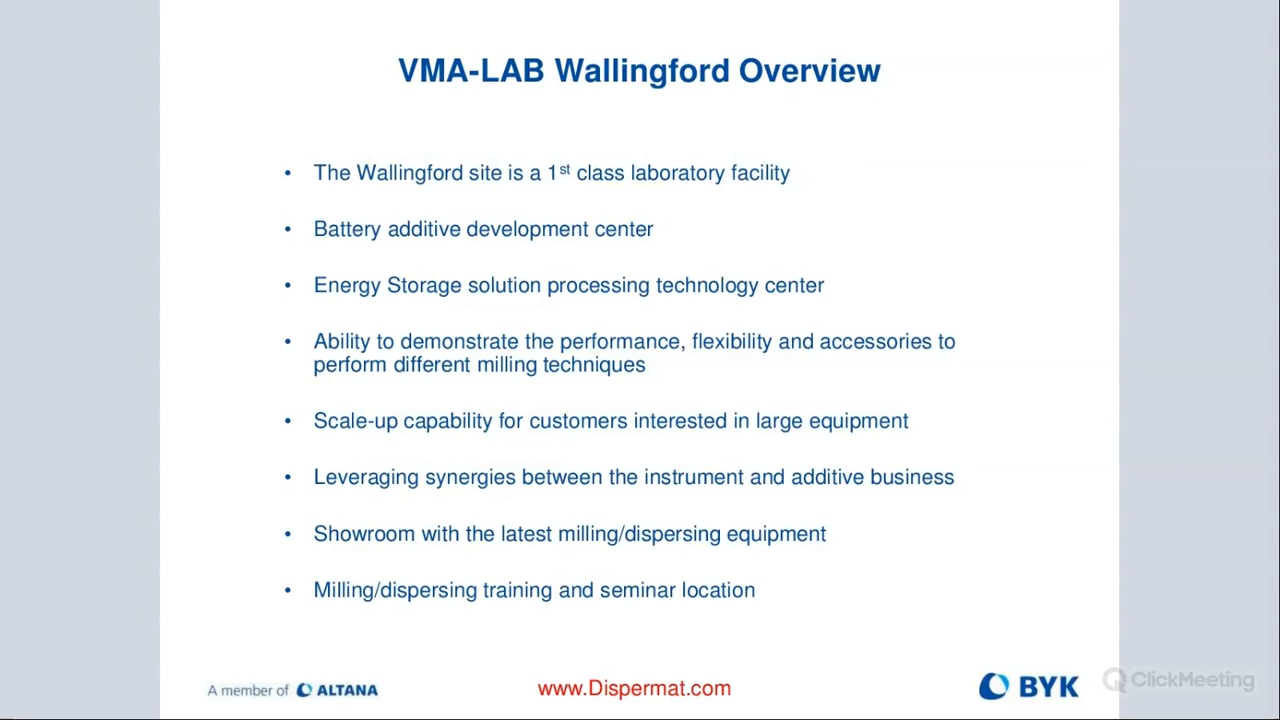 VMA-LAB Wallingford Overview
• The Wallingford site is a 1st class laboratory facility
• Battery additive development center
• Energy Storage solution processing technology center
• Ability to demonstrate the performance, flexibility and accessories to
perform different milling techniques
• Scale-up capability for customers interested in large equipment
• Leveraging synergies between the instrument and additive business
• Showroom with the latest milling/dispersing equipment
• Milling/dispersing training and seminar location
A member of ALTANA
www.Dispermat.com
BYK
ClickMeeting